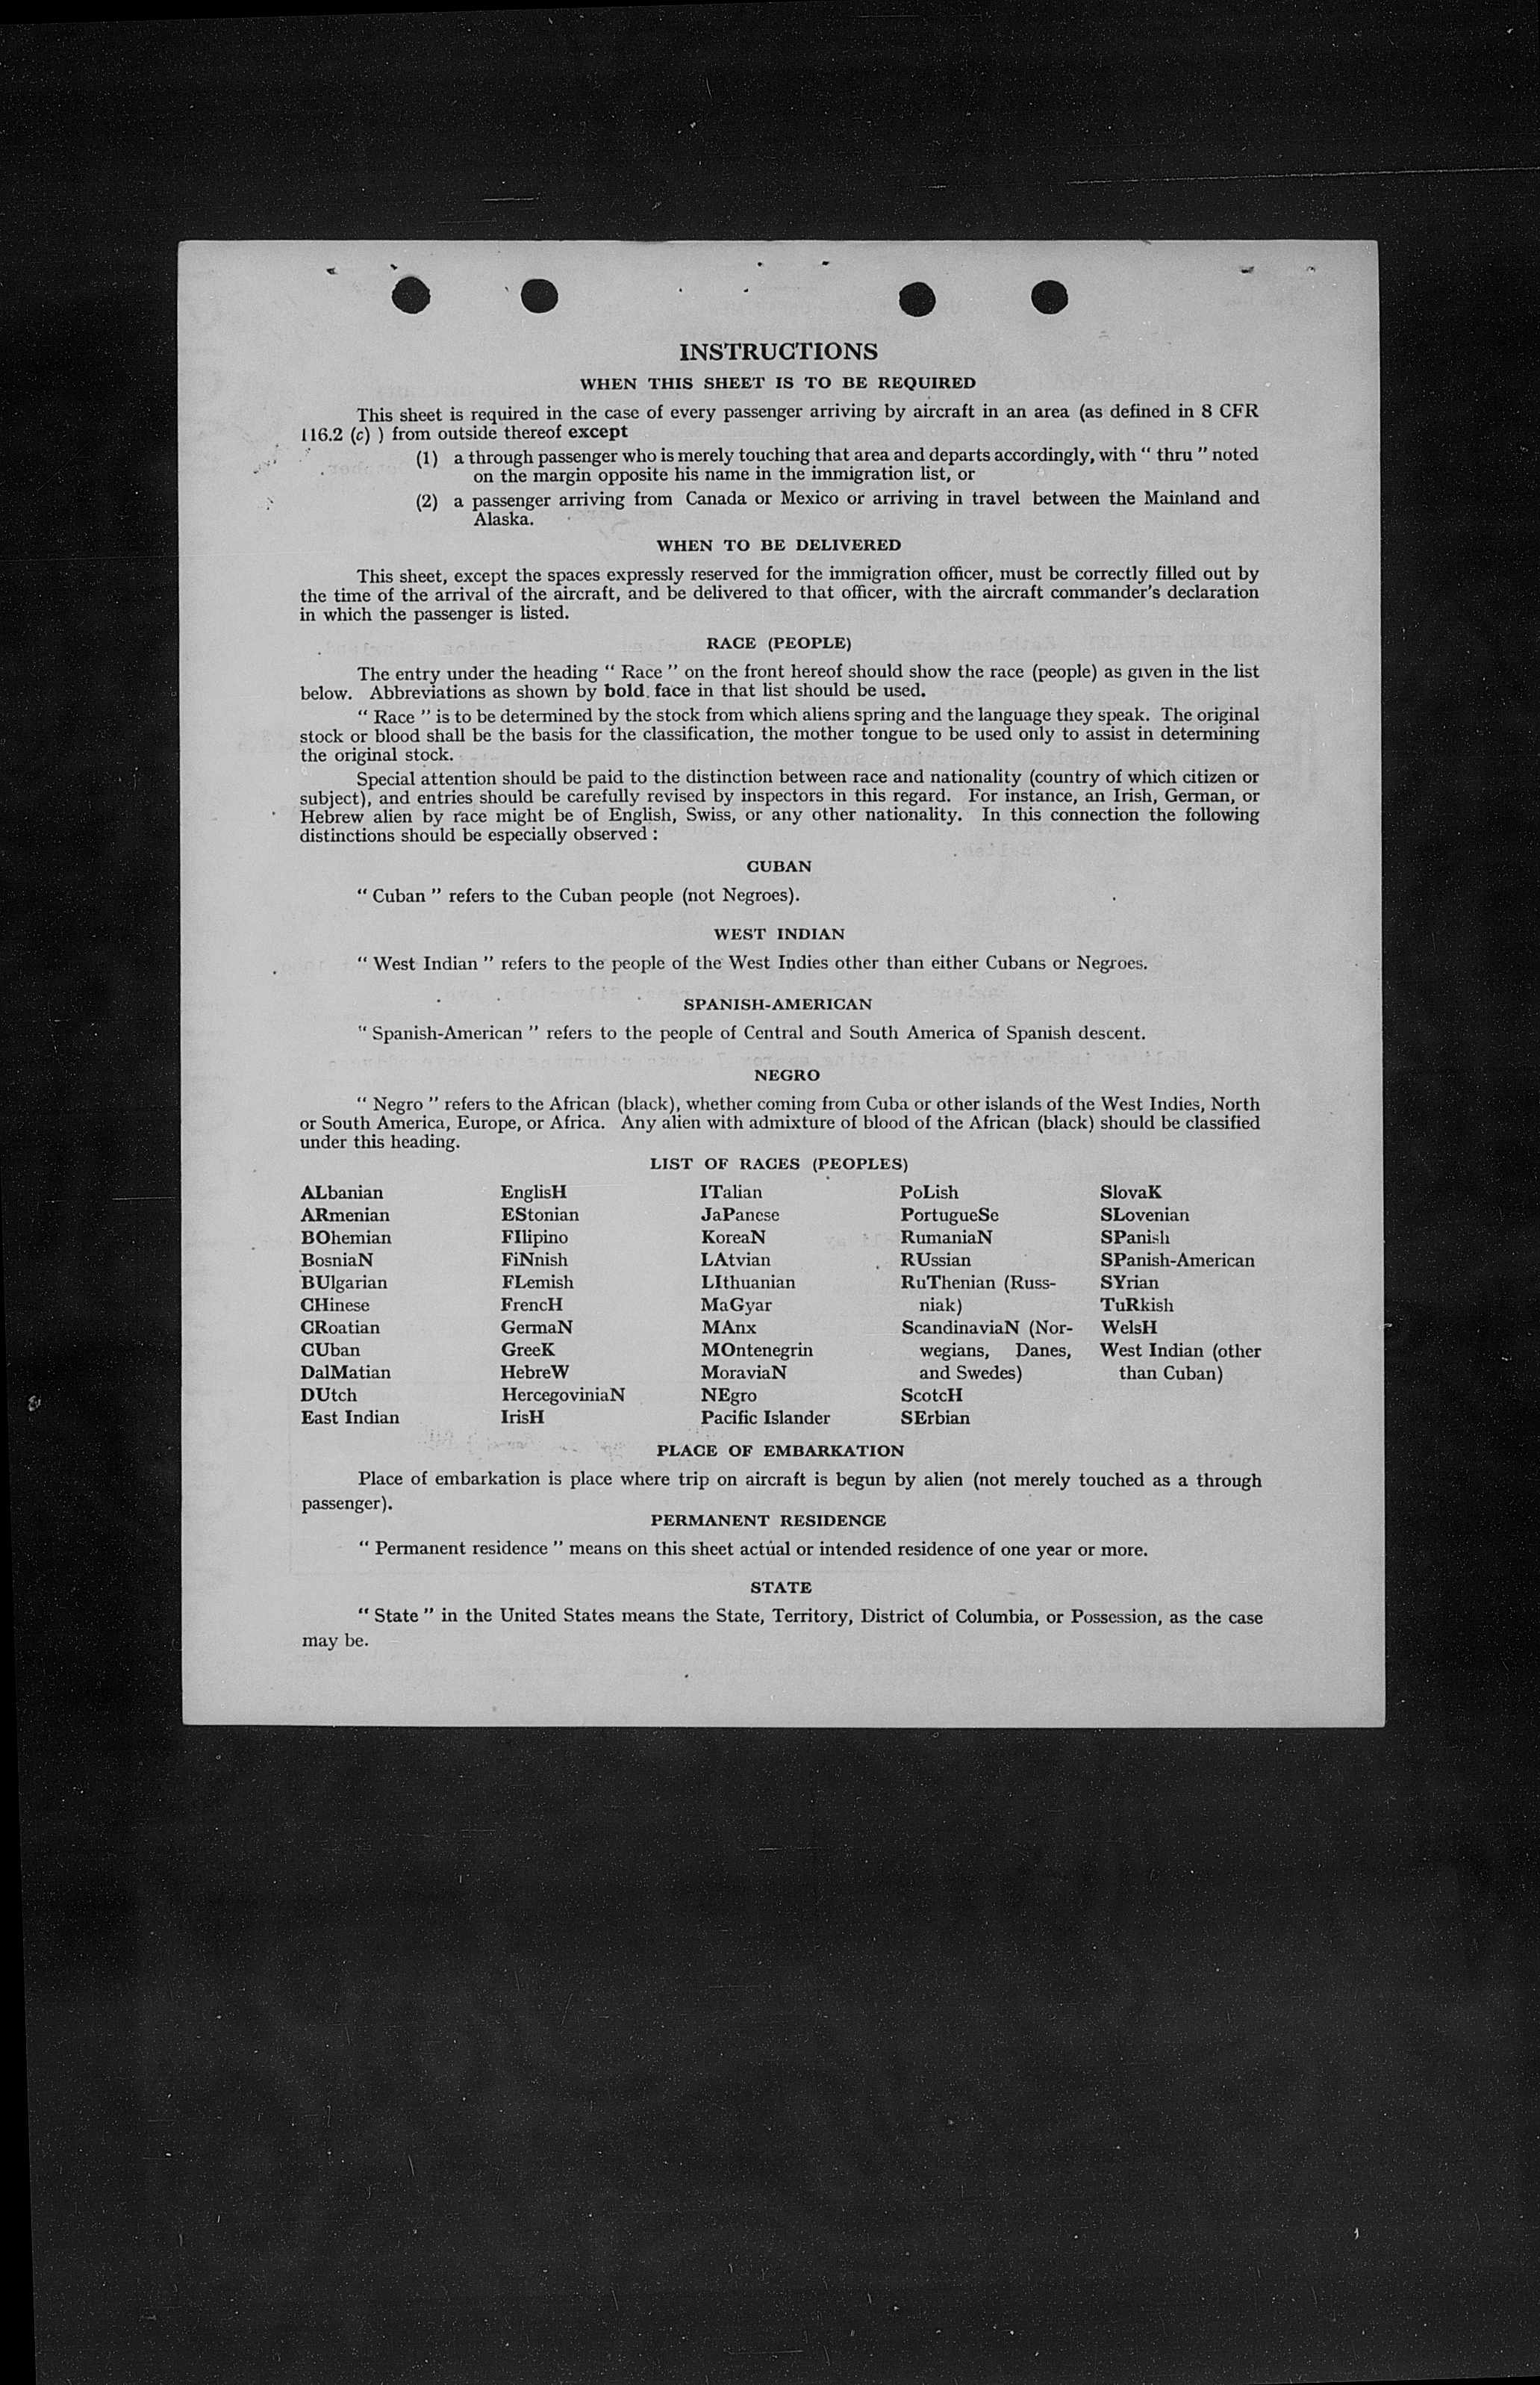 INSTRUCTIONS
WHEN THIS SHEET IS TO BE REQUIRED
This sheet is required in the case of every passenger arriving by aircraft in an area (as defined in 8 CFR
116.2 (c) ) from outside thereof except
(1) a through passenger who is merely touching that area and departs accordingly, with “ thru ” noted
on the margin opposite his name in the immigration list, or
(2) a passenger arriving from Canada or Mexico or arriving in travel between the Mainland and
Alaska.
WHEN TO BE DELIVERED
This sheet, except the spaces expressly reserved for the immigration officer, must be correctly filled out by
the time of the arrival of the aircraft, and be delivered to that officer, with the aircraft commander’s declaration
in which the passenger is listed.
RACE (PEOPLE)
The entry under the heading “ Race ” on the front hereof should show the race (people) as given in the list
below. Abbreviations as shown by bold face in that list should be used.
“ Race ” is to be determined by the stock from which aliens spring and the language they speak. The original
stock or blood shall be the basis for the classification, the mother tongue to be used only to assist in determining
the original stock.
Special attention should be paid to the distinction between race and nationality (country of which citizen or
subject), and entries should be carefully revised by inspectors in this regard. For instance, an Irish, German, or
Hebrew alien by race might be of English, Swiss, or any other nationality. In this connection the following
distinctions should be especially observed :
CUBAN
“ Cuban ” refers to the Cuban people (not Negroes).
WEST INDIAN
“ West Indian ” refers to the people of the West Indies other than either Cubans or Negroes.
SPANISH-AMERICAN
“ Spanish-American ” refers to the people of Central and South America of Spanish descent.
NEGRO
“ Negro ” refers to the African (black), whether coming from Cuba or other islands of the West Indies, North
or South America, Europe, or Africa. Any alien with admixture of blood of the African (black) should be classified
under this heading.
LIST OF RACES (PEOPLES)
ALbanian
ARmenian
BOhemian
BosniaN
BUlgarian
CHinese
CRoatian
CUban
DalMatian
DUtch
East Indian
EnglisH
EStonian
FIlipino
FiNnish
FLemish
FrencH
GermaN
GreeK
HebreW
HercegoviniaN
IrisH
ITalian
JaPanese
KoreaN
LAtvian
LIthuanian
MaGyar
MAnx
MOntenegrin
MoraviaN
NEgro
Pacific Islander
PoLish
PortugueSe
RumaniaN
RUssian
RuThenian (Russ-
niak)
ScandinaviaN (Nor-
wegians, Danes,
and Swedes)
ScotcH
SErbian
SlovaK
SLovenian
SPanish
SPanish-American
SYrian
TuRkish
WelsH
West Indian (other
than Cuban)
PLACE OF EMBARKATION
Place of embarkation is place where trip on aircraft is begun by alien (not merely touched as a through
passenger).
PERMANENT RESIDENCE
“ Permanent residence ” means on this sheet actual or intended residence of one year or more.
STATE
“ State ” in the United States means the State, Territory, District of Columbia, or Possession, as the case
may be.